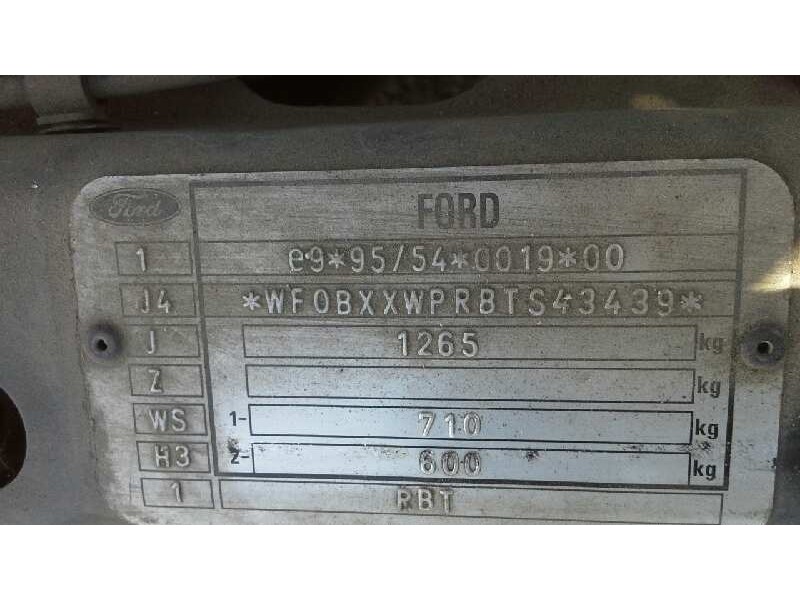 Ford
FORD
1 e9*95/54*0019*00
J4 *WF0BXXWPRBTS43439*
J 1265 kg
Z kg
WS 1- 710 kg
H3 2- 600 kg
1 RBT